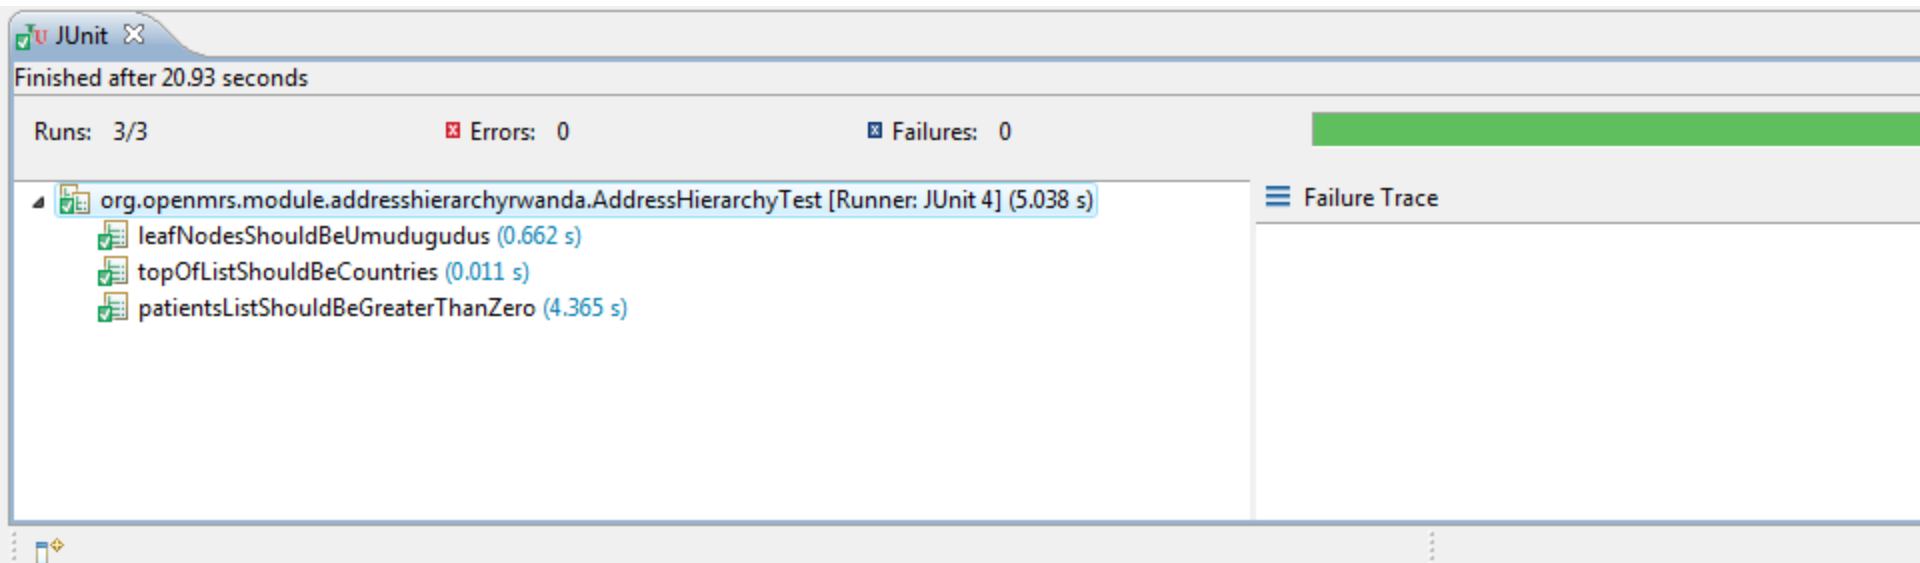 JUnit
Finished after 20.93 seconds
Runs: 3/3 Errors: 0 Failures: 0
org.openmrs.module.addresshierarchyrwanda.AddressHierarchyTest [Runner: JUnit 4] (5.038 s)
Failure Trace
leafNodesShouldBeUmudugudus (0.662 s)
topOfListShouldBeCountries (0.011 s)
patientsListShouldBeGreaterThanZero (4.365 s)